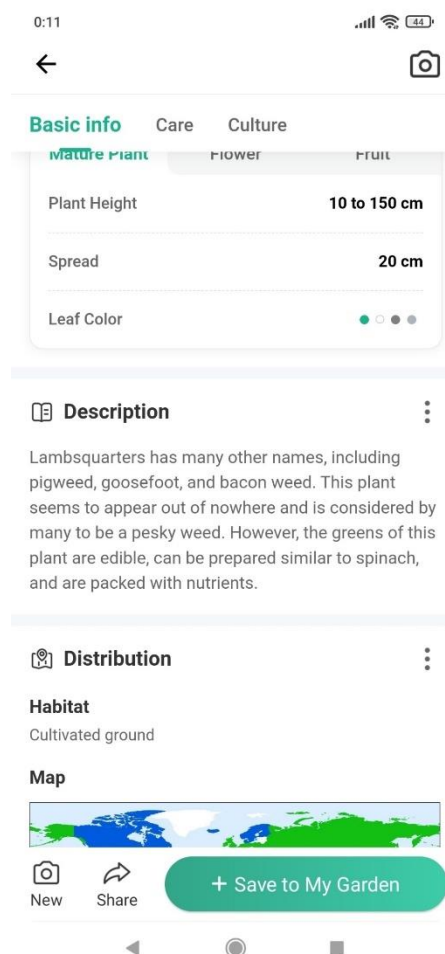 0:11
44
Basic info Care Culture
Mature Plant Flower Fruit
Plant Height 10 to 150 cm
Spread 20 cm
Leaf Color
Description
Lambsquarters has many other names, including
pigweed, goosefoot, and bacon weed. This plant
seems to appear out of nowhere and is considered by
many to be a pesky weed. However, the greens of this
plant are edible, can be prepared similar to spinach,
and are packed with nutrients.
Distribution
Habitat
Cultivated ground
Map
New Share + Save to My Garden